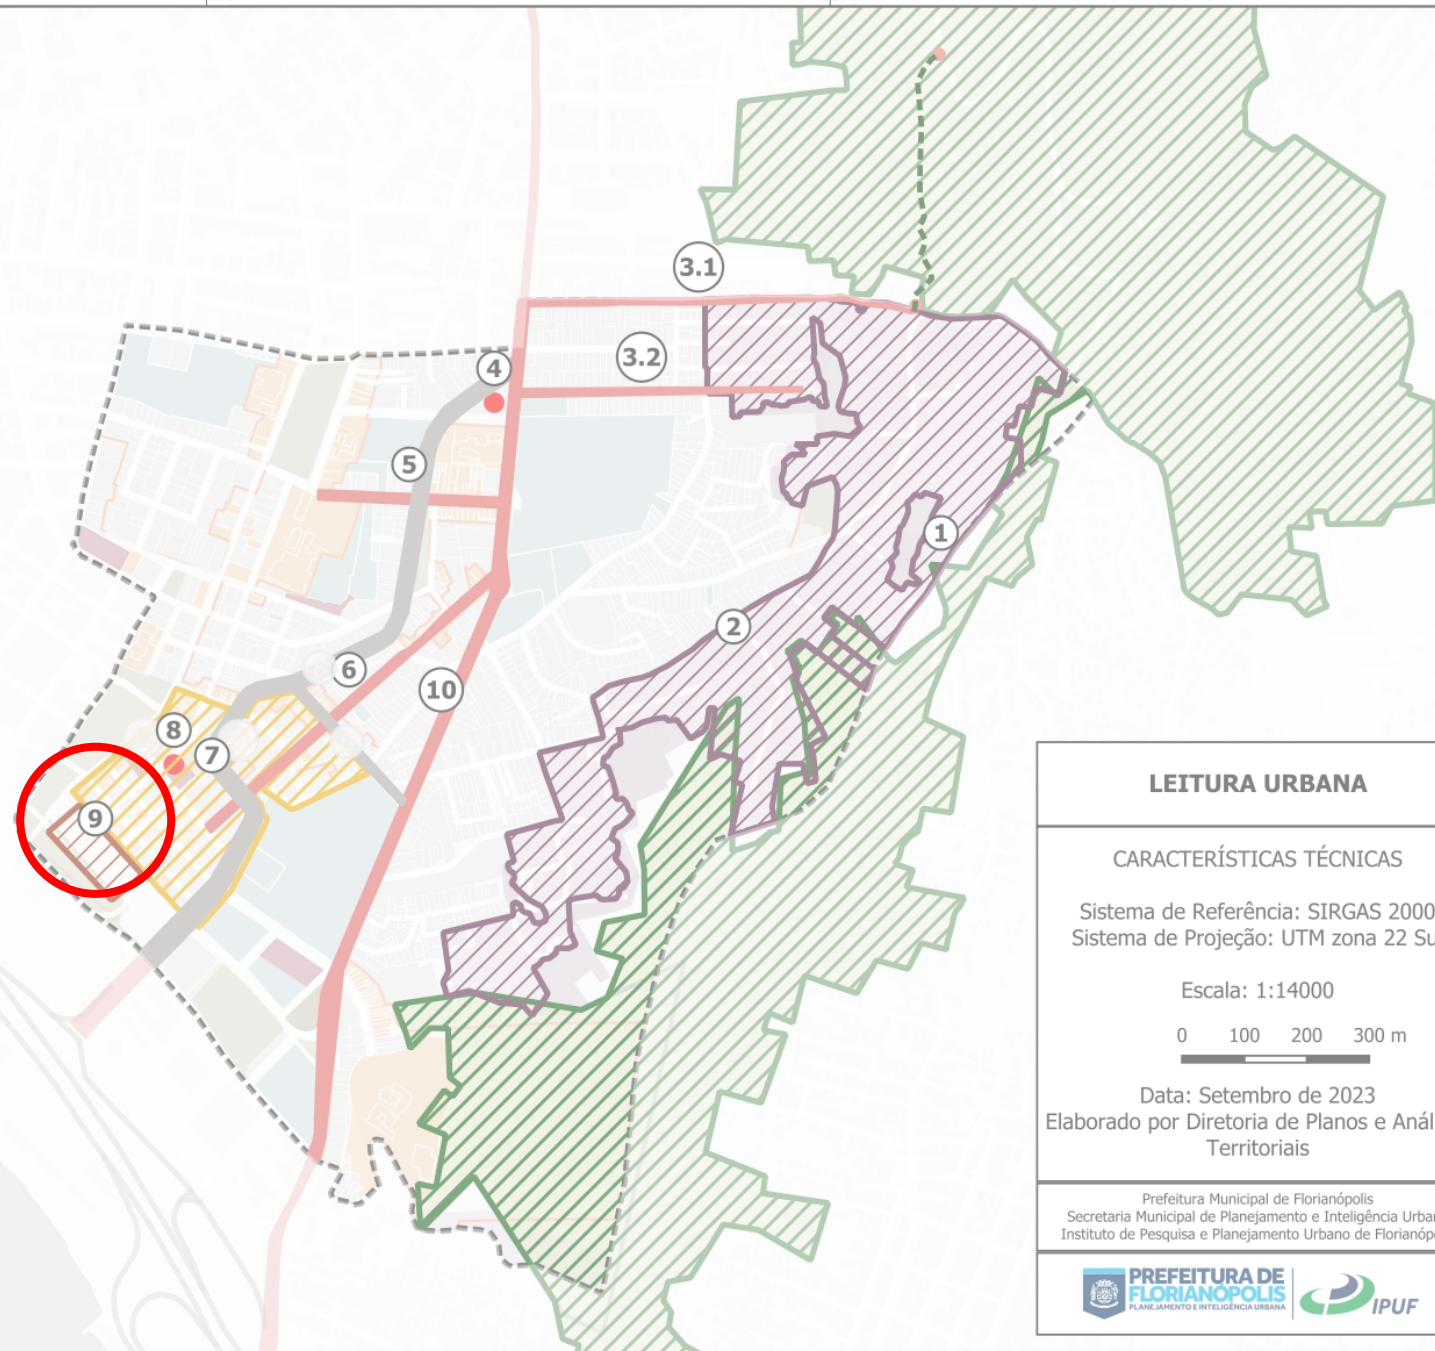 3.1
3.2
4
5
1
2
6
10
8
7
9
LEITURA URBANA
CARACTERÍSTICAS TÉCNICAS
Sistema de Referência: SIRGAS 2000
Sistema de Projeção: UTM zona 22 Su
Escala: 1:14000
0 100 200 300 m
Data: Setembro de 2023
Elaborado por Diretoria de Planos e Anál
Territoriais
Prefeitura Municipal de Florianópolis
Secretaria Municipal de Planejamento e Inteligência Urba
Instituto de Pesquisa e Planejamento Urbano de Florianóp
PREFEITURA DE
FLORIANÓPOLIS
PLANEJAMENTO E INTELIGÊNCIA URBANA
IPUF